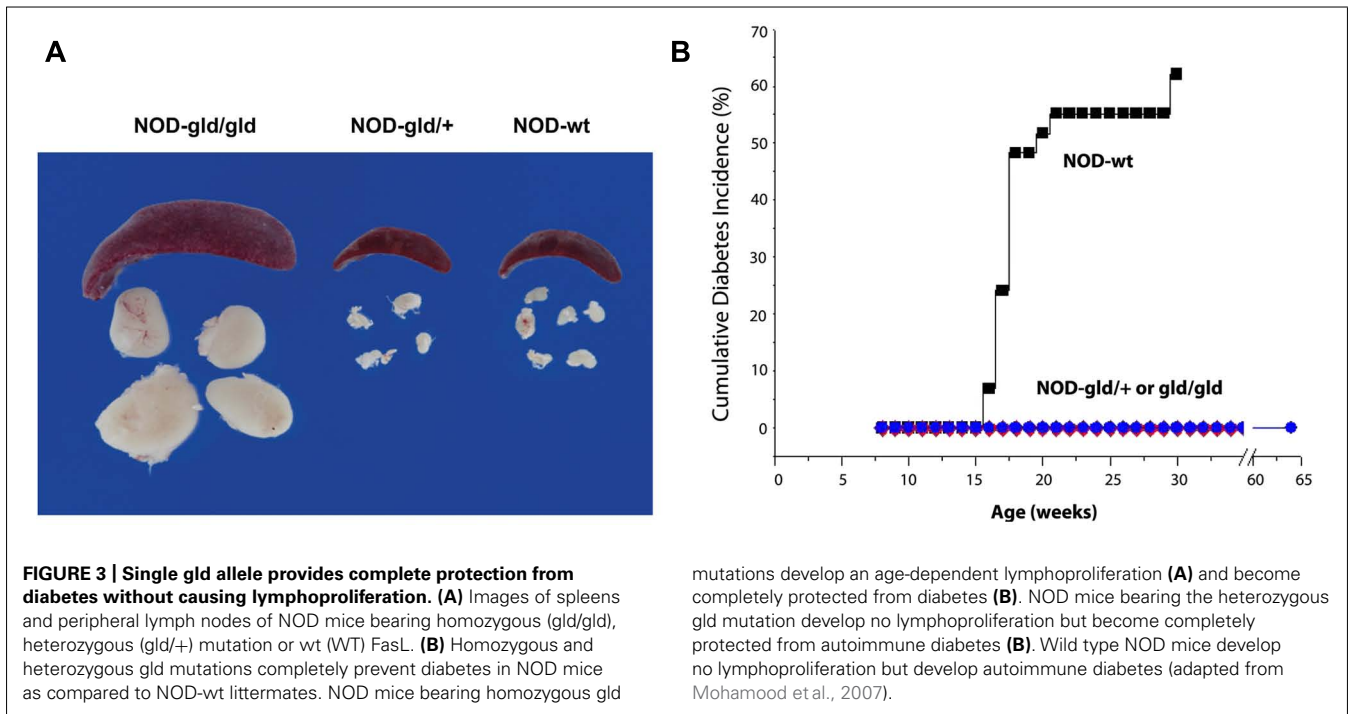 A
NOD-gld/gld
NOD-gld/+
NOD-wt
B
Cumulative Diabetes Incidence (%)
70
60
50
40
30
20
10
0
NOD-wt
NOD-gld/+ or gld/gld
0 5 10 15 20 25 30 60 65
Age (weeks)
FIGURE 3 | Single gld allele provides complete protection from
diabetes without causing lymphoproliferation. (A) Images of spleens
and peripheral lymph nodes of NOD mice bearing homozygous (gld/gld),
heterozygous (gld/+) mutation or wt (WT) FasL. (B) Homozygous and
heterozygous gld mutations completely prevent diabetes in NOD mice
as compared to NOD-wt littermates. NOD mice bearing homozygous gld
mutations develop an age-dependent lymphoproliferation (A) and become
completely protected from diabetes (B). NOD mice bearing the heterozygous
gld mutation develop no lymphoproliferation but become completely
protected from autoimmune diabetes (B). Wild type NOD mice develop
no lymphoproliferation but develop autoimmune diabetes (adapted from
Mohamood et al., 2007).